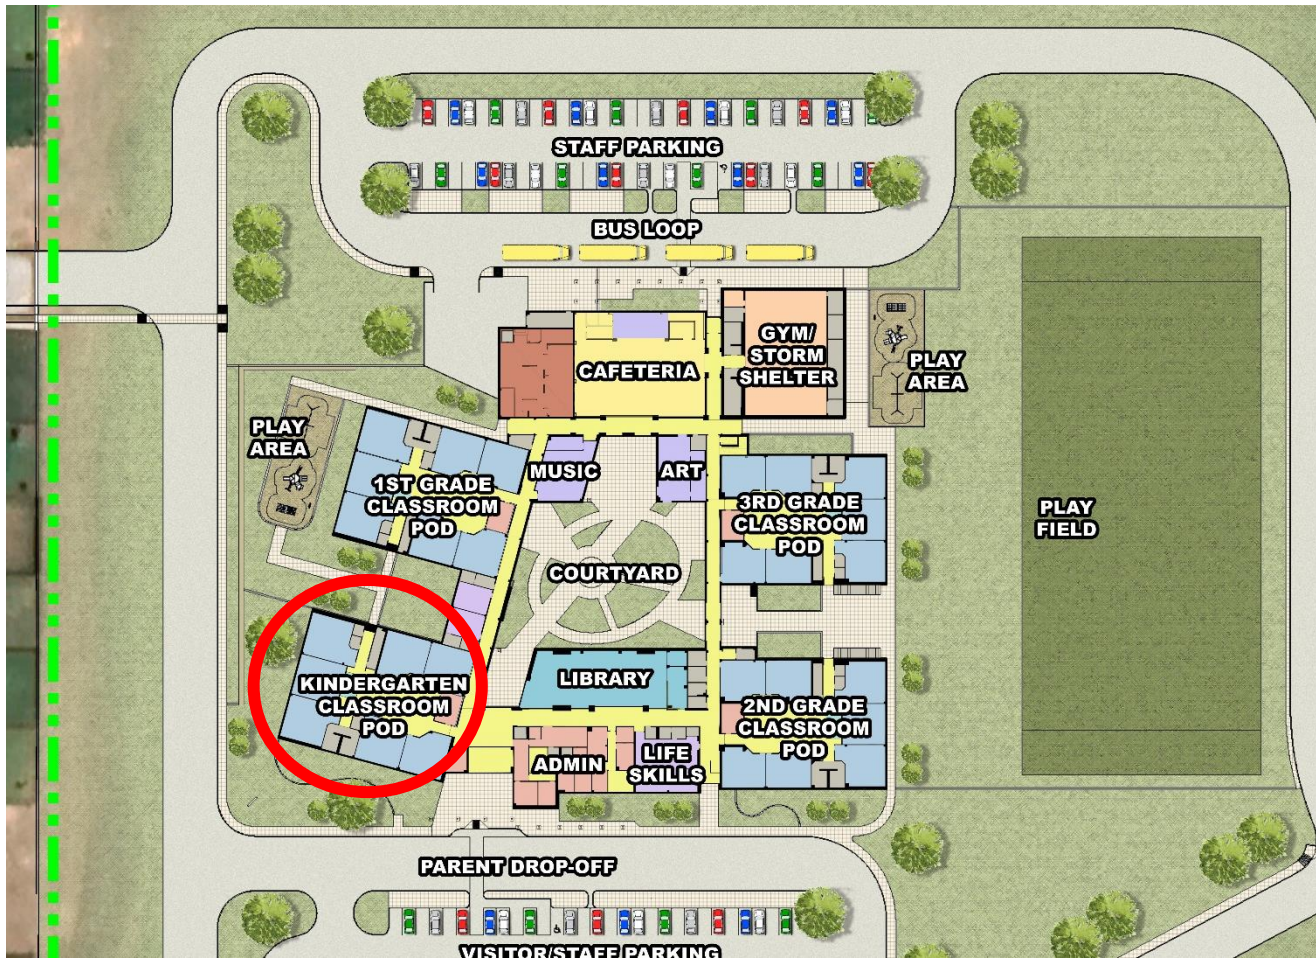 STAFF PARKING
BUS LOOP
GYM/
STORM
SHELTER
CAFETERIA
PLAY
AREA
PLAY
AREA
MUSIC
ART
1ST GRADE
CLASSROOM
POD
3RD GRADE
CLASSROOM
POD
PLAY
FIELD
COURTYARD
KINDERGARTEN
CLASSROOM
POD
LIBRARY
2ND GRADE
CLASSROOM
POD
ADMIN
LIFE
SKILLS
PARENT DROP-OFF
VISITOR/STAFF PARKING